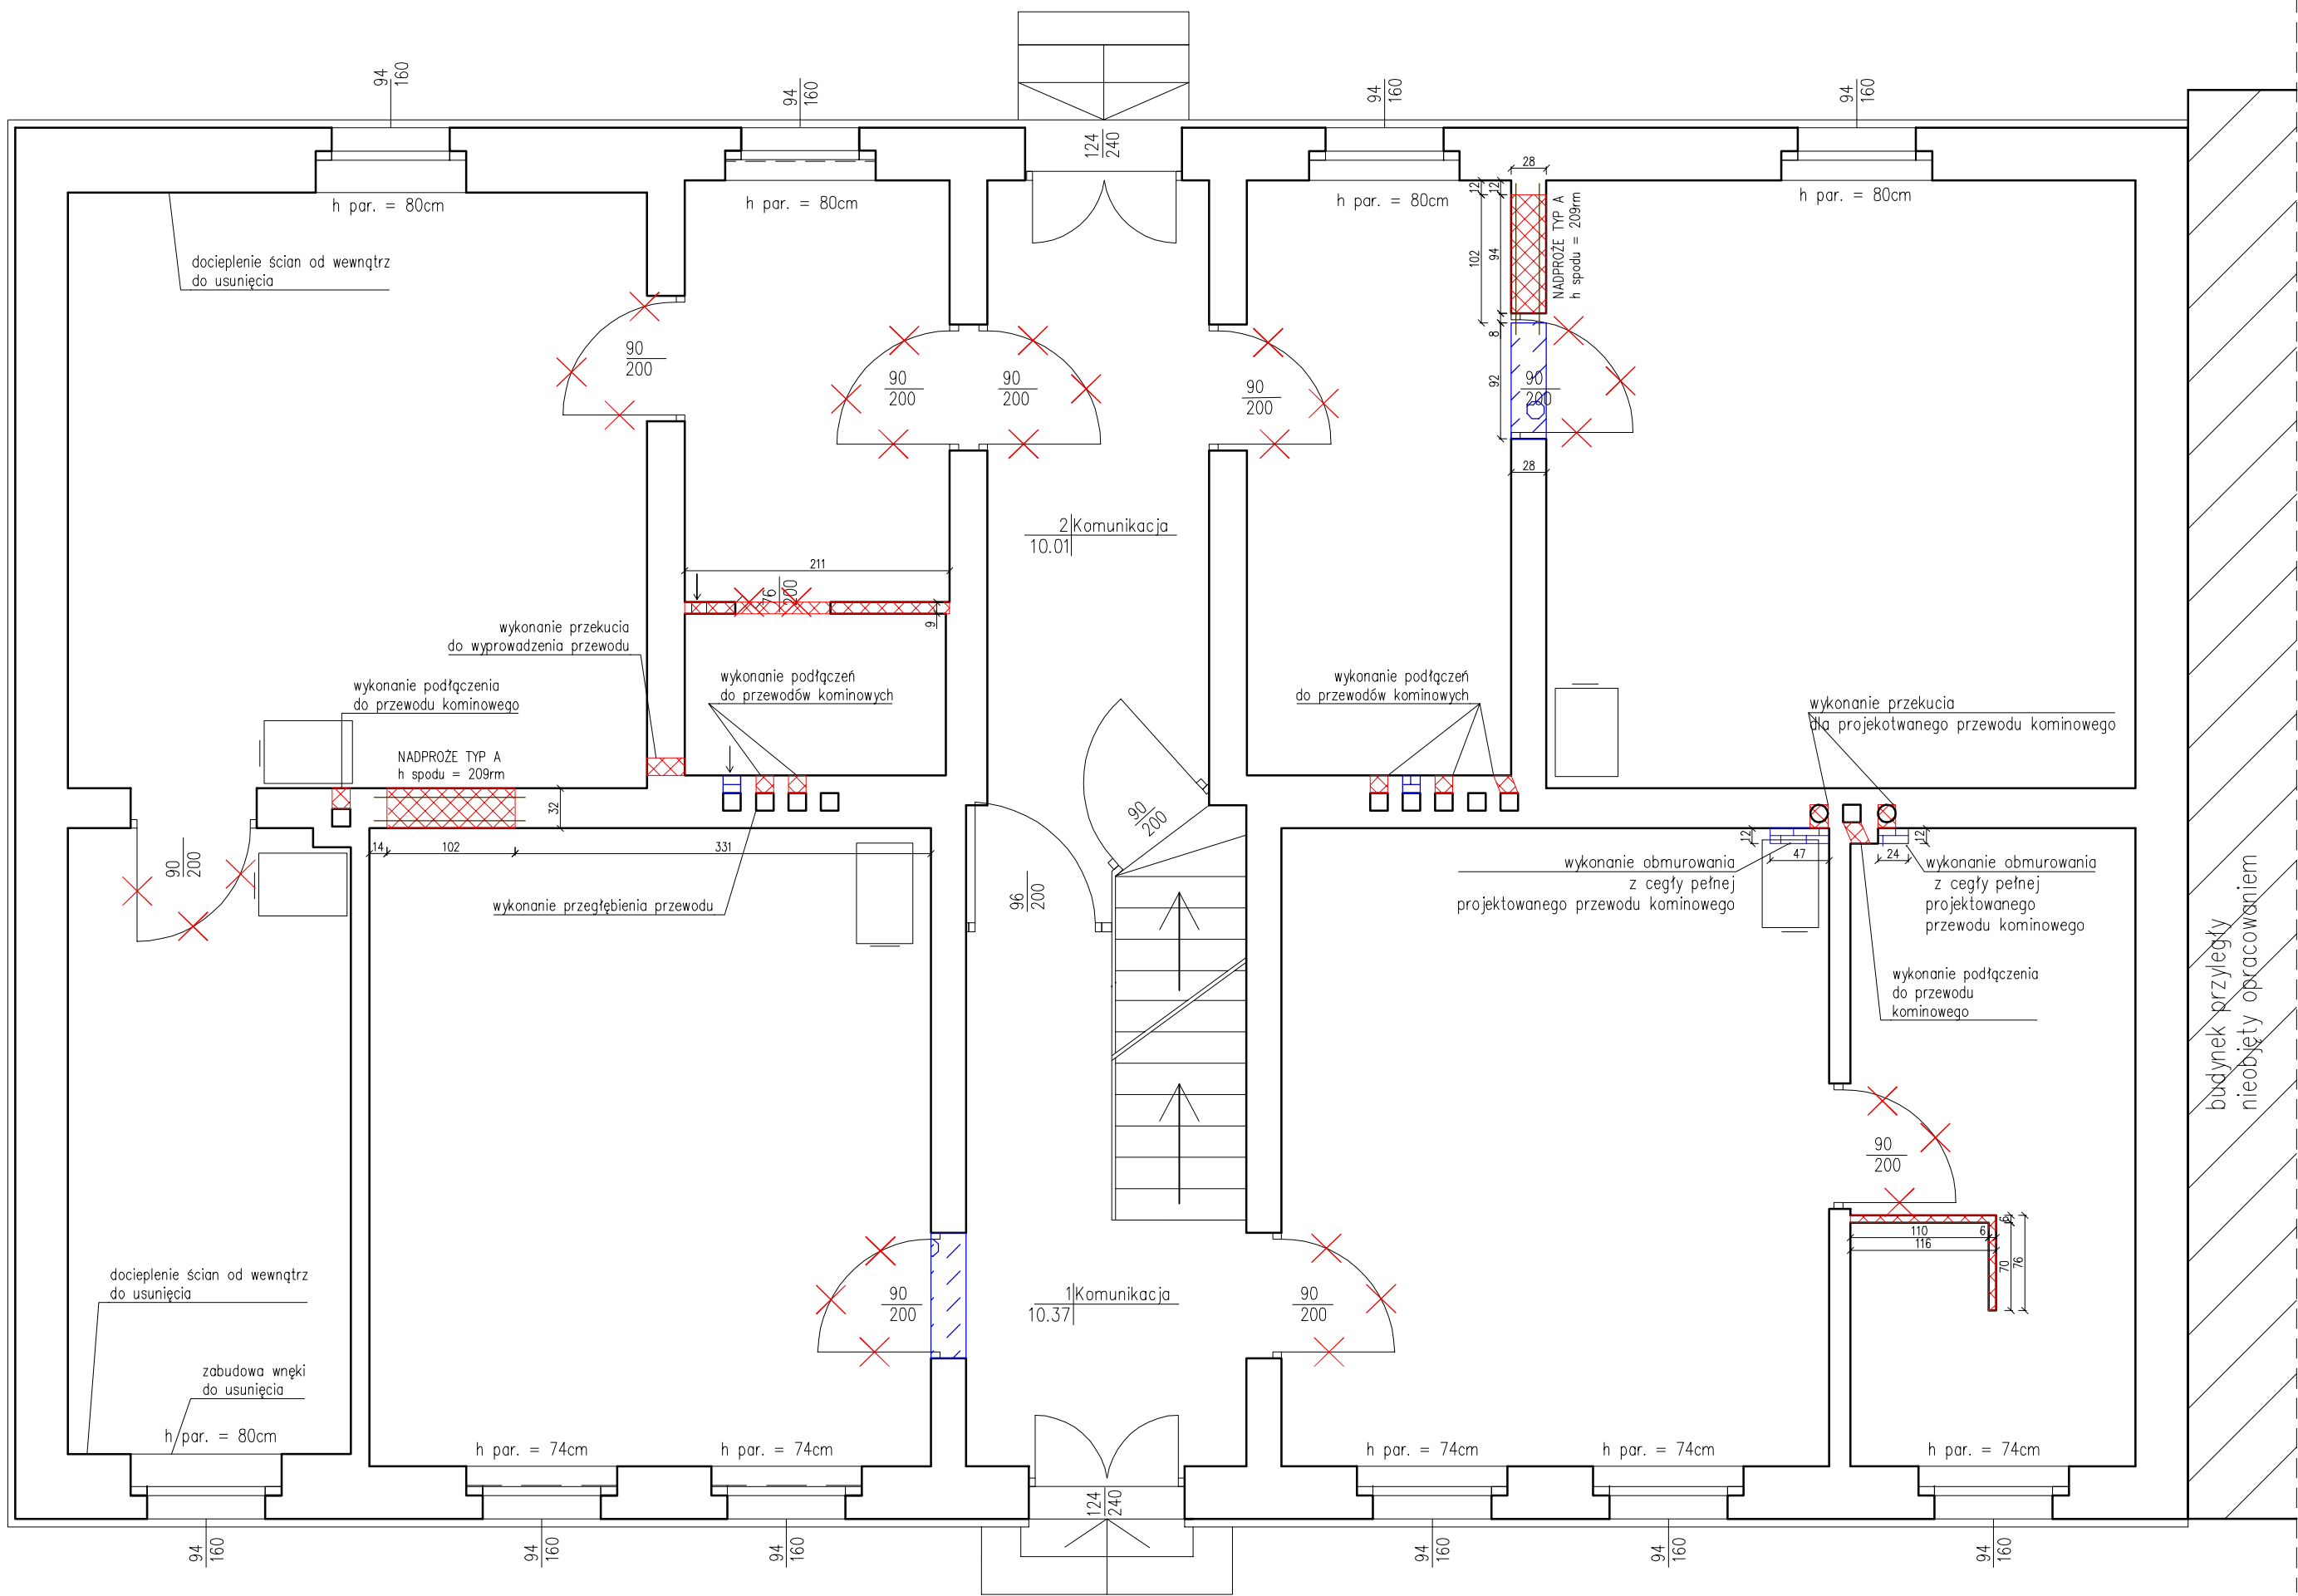 94
160
94
160
94
160
94
160
124
240
h par. = 80cm
h par. = 80cm
h par. = 80cm
h par. = 80cm
28
12
12
102
94
8
92
28
NADPROŻE TYP A
h spodu = 209rm
docieplenie ścian od wewnątrz
do usunięcia
90
200
90
200
90
200
90
200
90
200
2 Komunikacja
10.01
211
76
200
9
wykonanie przekucia
do wyprowadzenia przewodu
wykonanie podłączenia
do przewodu kominowego
wykonanie podłączeń
do przewodów kominowych
wykonanie podłączeń
do przewodów kominowych
wykonanie przekucia
dla projekotwanego przewodu kominowego
NADPROŻE TYP A
h spodu = 209rm
32
14
102
331
90
200
90
200
96
200
wykonanie przegłębienia przewodu
12
47
24
12
wykonanie obmurowania
z cegły pełnej
projektowanego przewodu kominowego
wykonanie obmurowania
z cegły pełnej
projektowanego
przewodu kominowego
wykonanie podłączenia
do przewodu
kominowego
budynek przyległy
nieobjęty opracowaniem
90
200
110
6
116
6
70
76
docieplenie ścian od wewnątrz
do usunięcia
zabudowa wnęki
do usunięcia
90
200
1 Komunikacja
10.37
90
200
h par. = 80cm
h par. = 74cm
h par. = 74cm
h par. = 74cm
h par. = 74cm
h par. = 74cm
124
240
94
160
94
160
94
160
94
160
94
160
94
160